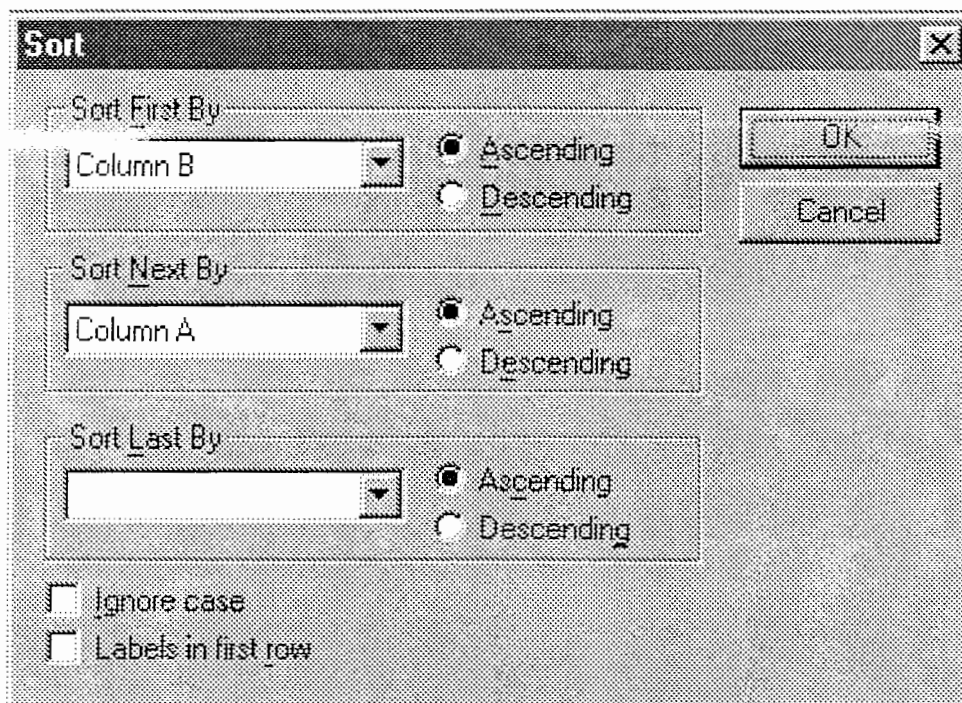 Sort
Sort First By
Column B
Ascending
Descending
OK
Cancel
Sort Next By
Column A
Ascending
Descending
Sort Last By
Ascending
Descending
Ignore case
Labels in first row